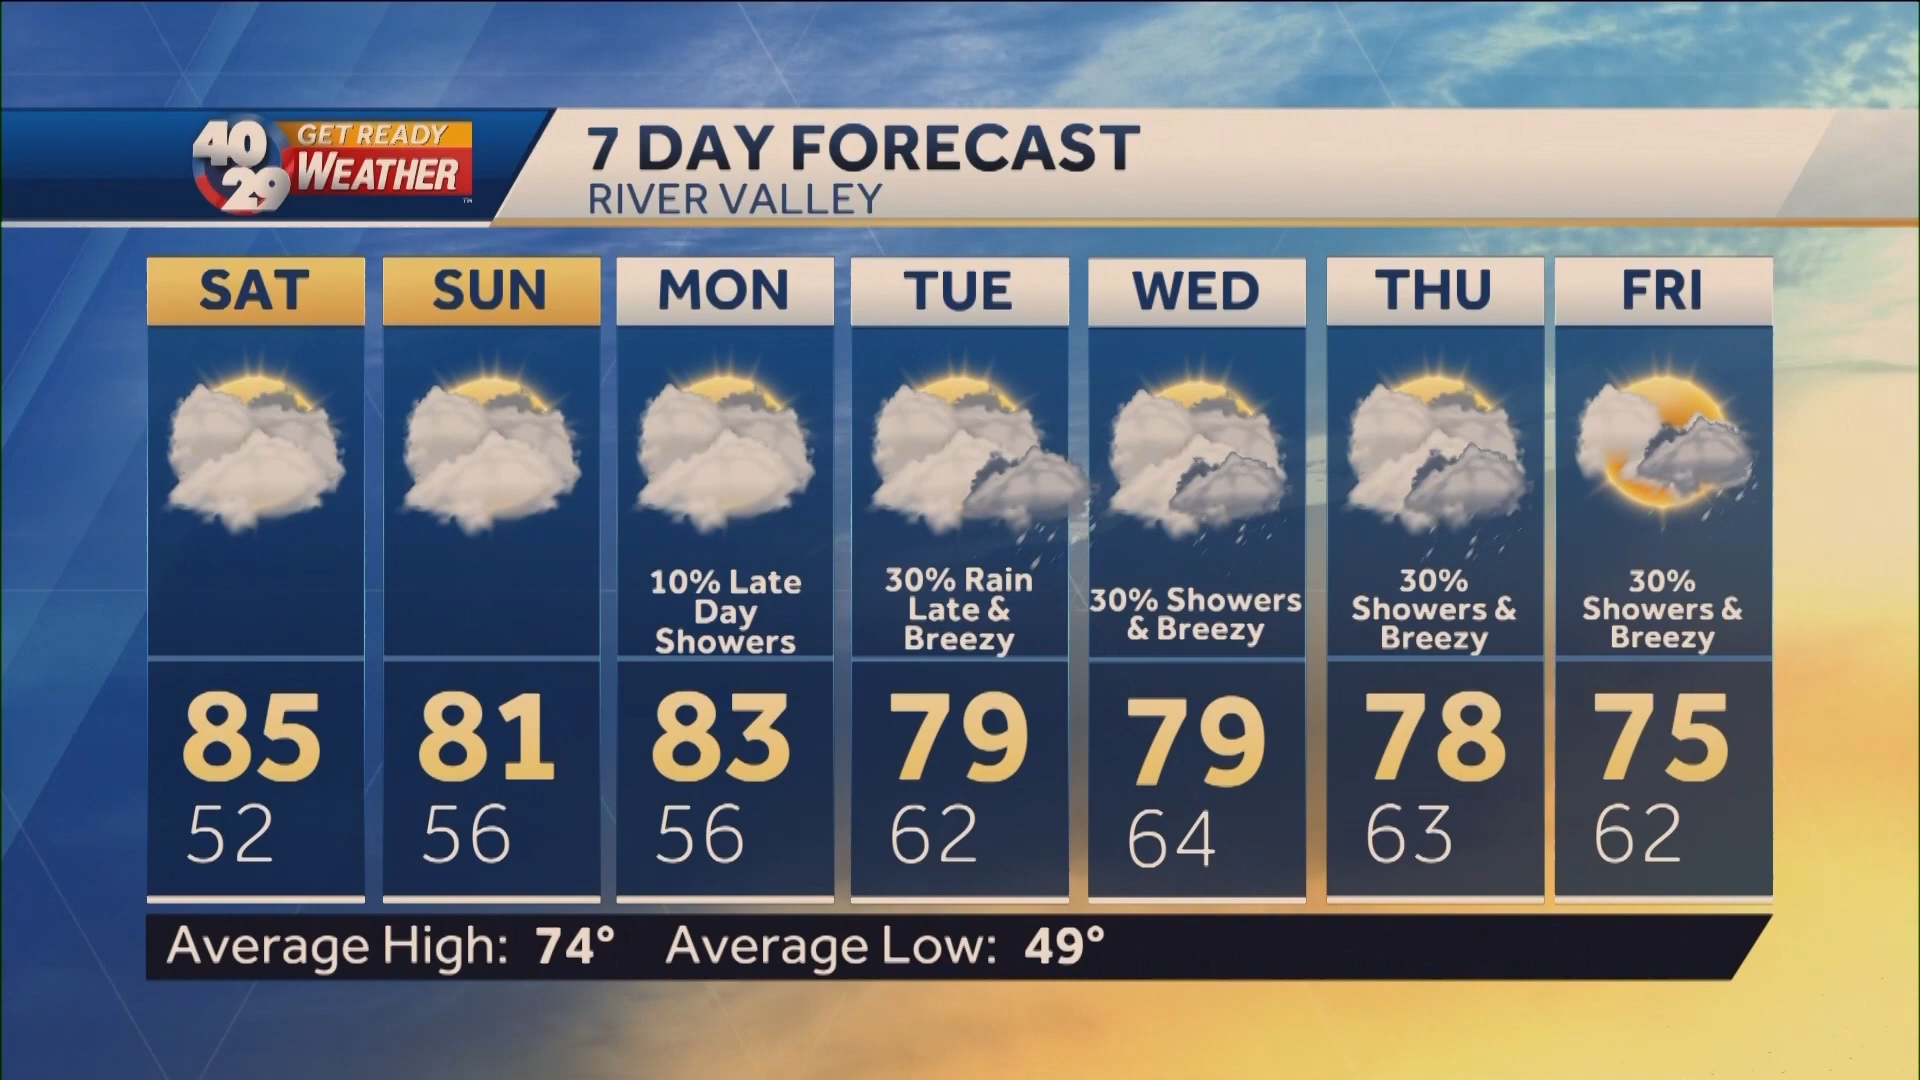 40
29
GET READY
WEATHER
™
7 DAY FORECAST
RIVER VALLEY
SAT
85
52
SUN
81
56
MON
10% Late
Day
Showers
83
56
TUE
30% Rain
Late &
Breezy
79
62
WED
30% Showers
& Breezy
79
64
THU
30%
Showers &
Breezy
78
63
FRI
30%
Showers &
Breezy
75
62
Average High: 74° Average Low: 49°